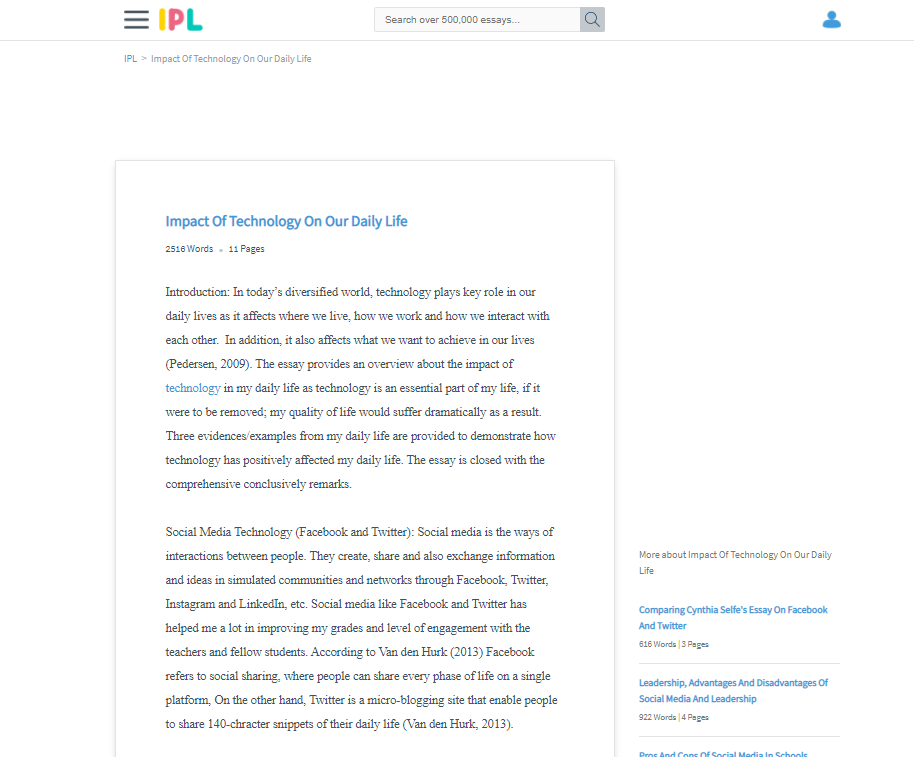 IPL
Search over 500,000 essays...
IPL > Impact Of Technology On Our Daily Life
Impact Of Technology On Our Daily Life
2516 Words 11 Pages
Introduction: In today’s diversified world, technology plays key role in our
daily lives as it affects where we live, how we work and how we interact with
each other.  In addition, it also affects what we want to achieve in our lives
(Pedersen, 2009). The essay provides an overview about the impact of
technology in my daily life as technology is an essential part of my life, if it
were to be removed; my quality of life would suffer dramatically as a result.
Three evidences/examples from my daily life are provided to demonstrate how
technology has positively affected my daily life. The essay is closed with the
comprehensive conclusively remarks.
Social Media Technology (Facebook and Twitter): Social media is the ways of
interactions between people. They create, share and also exchange information
and ideas in simulated communities and networks through Facebook, Twitter,
Instagram and LinkedIn, etc. Social media like Facebook and Twitter has
helped me a lot in improving my grades and level of engagement with the
teachers and fellow students. According to Van den Hurk (2013) Facebook
refers to social sharing, where people can share every phase of life on a single
platform, On the other hand, Twitter is a micro-blogging site that enable people
to share 140-chracter snippets of their daily life (Van den Hurk, 2013).
More about Impact Of Technology On Our Daily
Life
Comparing Cynthia Selfe's Essay On Facebook
And Twitter
616 Words | 3 Pages
Leadership, Advantages And Disadvantages Of
Social Media And Leadership
922 Words | 4 Pages
Pros And Cons Of Social Media In Schools